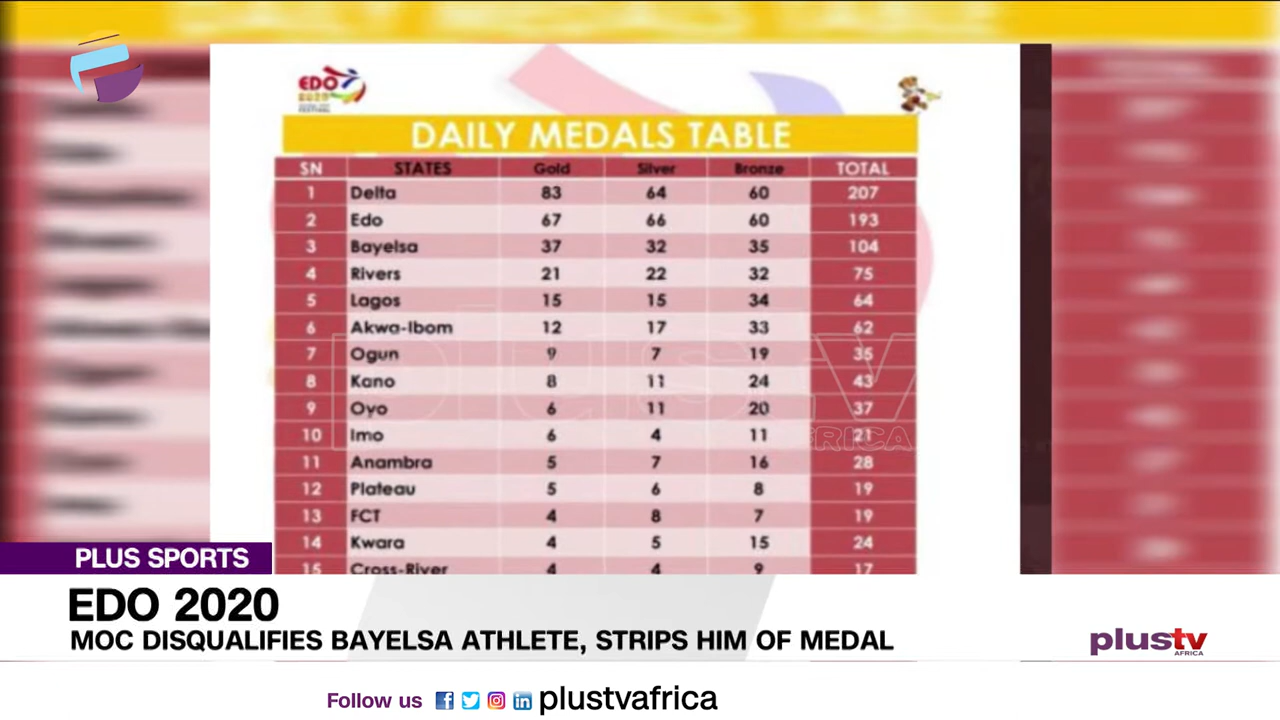 EDO
2020
DAILY MEDALS TABLE
SN STATES Gold Silver Bronze TOTAL
1 Delta 83 64 60 207
2 Edo 67 66 60 193
3 Bayelsa 37 32 35 104
4 Rivers 21 22 32 75
5 Lagos 15 15 34 64
6 Akwa-Ibom 12 17 33 62
7 Ogun 9 7 19 35
8 Kano 8 11 24 43
9 Oyo 6 11 20 37
10 Imo 6 4 11 21
11 Anambra 5 7 16 28
12 Plateau 5 6 8 19
13 FCT 4 8 7 19
14 Kwara 4 5 15 24
15 Cross-River 4 4 9 17
plustv
AFRICA
PLUS SPORTS
EDO 2020
MOC DISQUALIFIES BAYELSA ATHLETE, STRIPS HIM OF MEDAL
plustv
AFRICA
Follow us plustvafrica